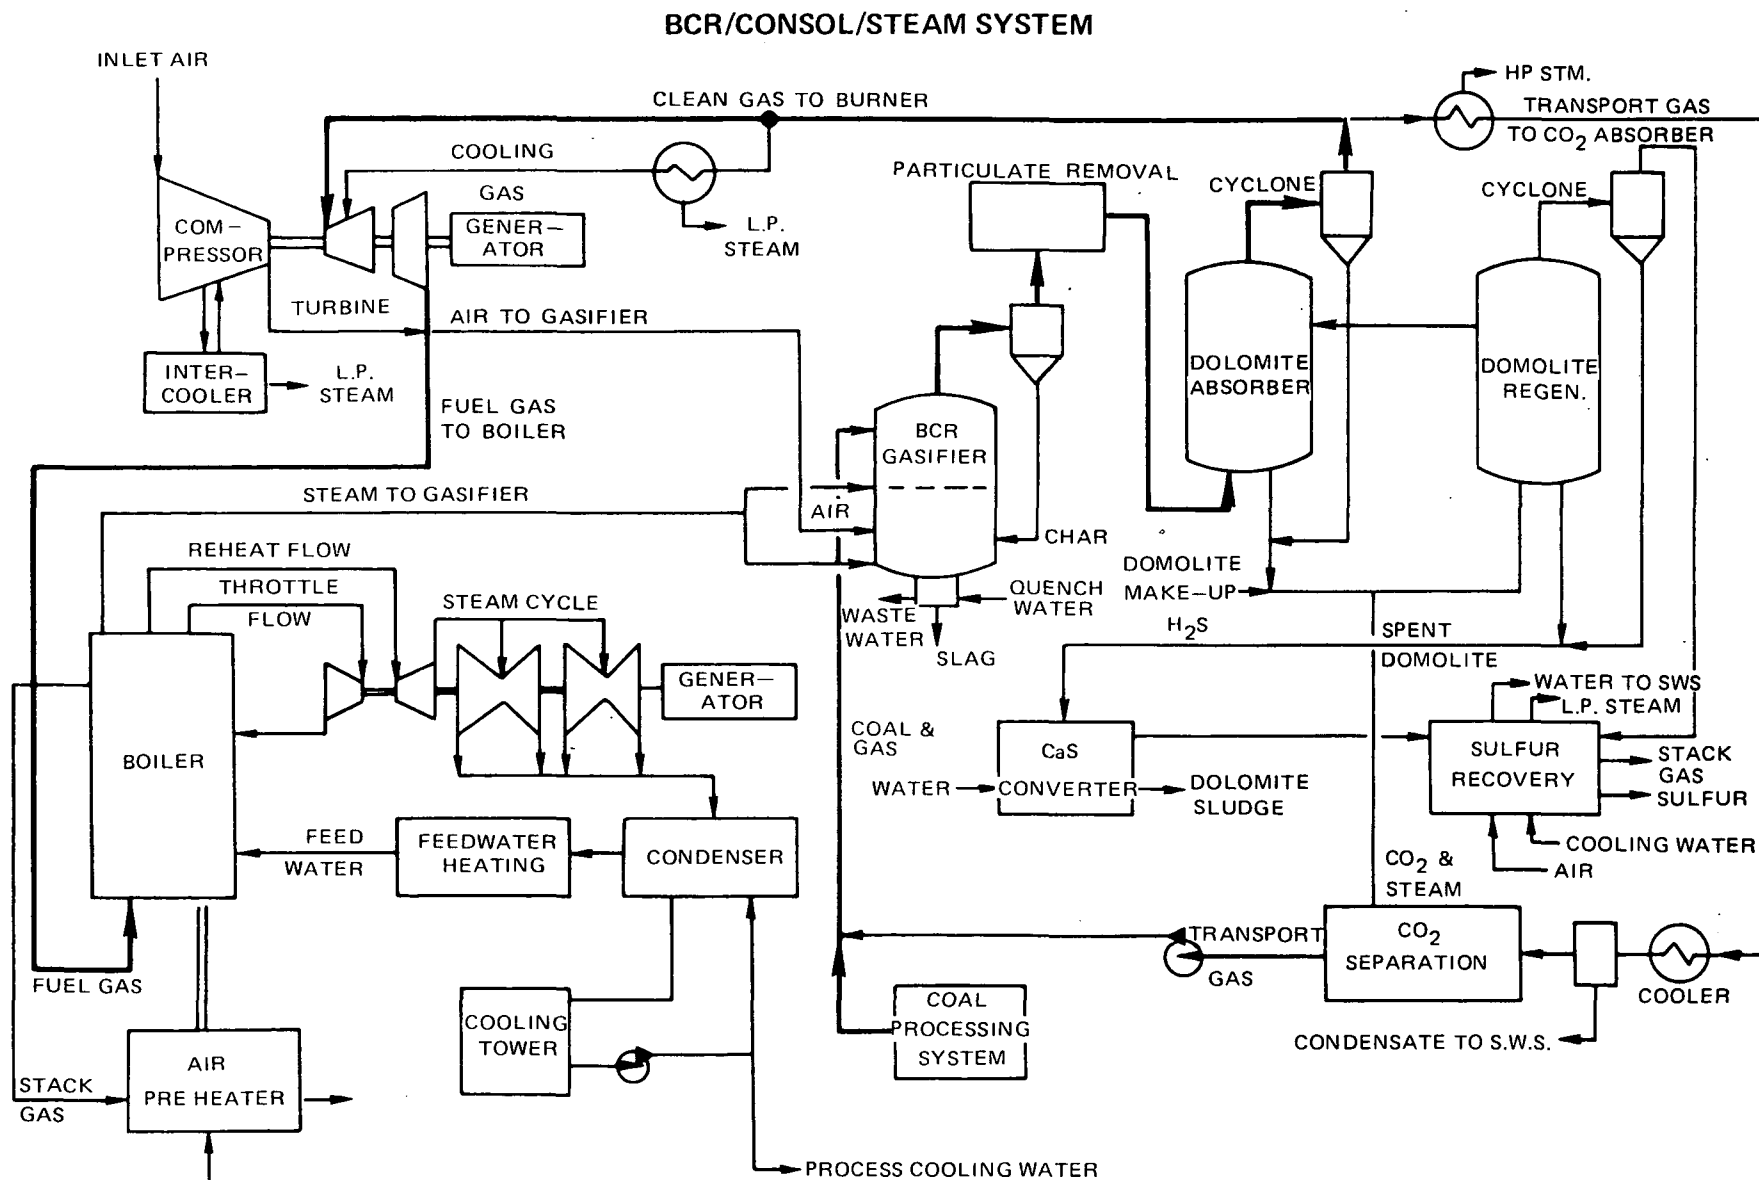 BCR/CONSOL/STEAM SYSTEM
INLET AIR
HP STM.
CLEAN GAS TO BURNER
TRANSPORT GAS
TO CO2 ABSORBER
COOLING
GAS
PARTICULATE REMOVAL
CYCLONE
CYCLONE
COM-
PRESSOR
GENER-
ATOR
L.P.
STEAM
TURBINE
AIR TO GASIFIER
INTER-
COOLER
L.P.
STEAM
DOLOMITE
ABSORBER
DOMOLITE
REGEN.
FUEL GAS
TO BOILER
BCR
GASIFIER
STEAM TO GASIFIER
AIR
CHAR
REHEAT FLOW
THROTTLE
FLOW
STEAM CYCLE
DOMOLITE
MAKE-UP
QUENCH
WATER
WASTE
WATER
SLAG
H2S
SPENT
DOMOLITE
GENER-
ATOR
WATER TO SWS
L.P. STEAM
COAL &
GAS
CaS
CONVERTER
SULFUR
RECOVERY
STACK
GAS
SULFUR
BOILER
WATER
DOLOMITE
SLUDGE
FEED
WATER
FEEDWATER
HEATING
CONDENSER
COOLING WATER
AIR
CO2 &
STEAM
TRANSPORT
GAS
CO2
SEPARATION
COOLER
FUEL GAS
COOLING
TOWER
COAL
PROCESSING
SYSTEM
CONDENSATE TO S.W.S.
AIR
PRE HEATER
STACK
GAS
PROCESS COOLING WATER